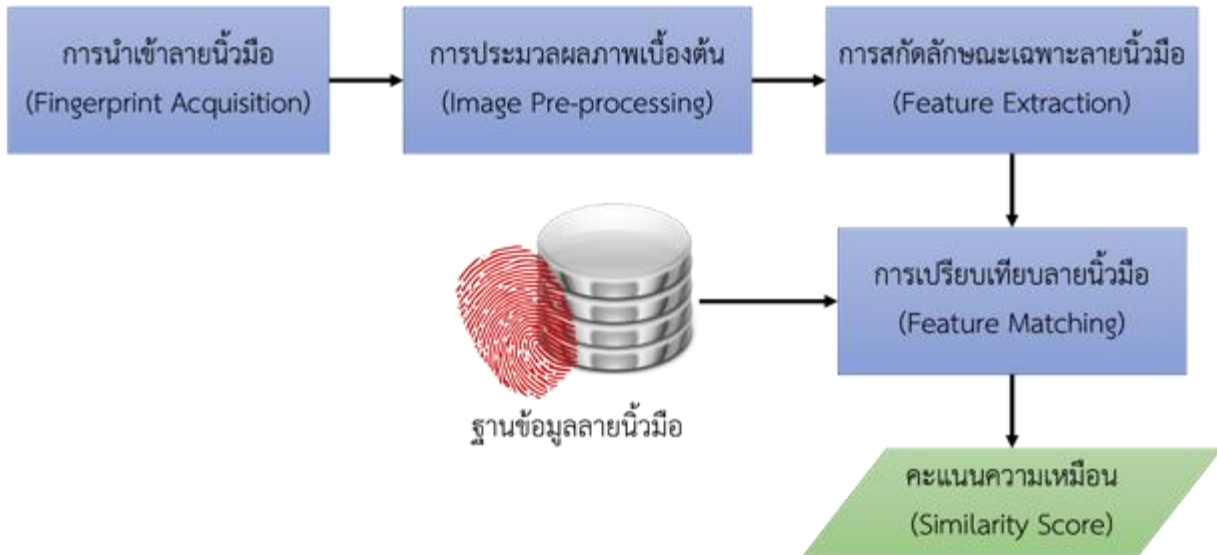 การนำเข้าลายนิ้วมือ
(Fingerprint Acquisition)
การประมวลผลภาพเบื้องต้น
(Image Pre-processing)
การสกัดลักษณะเฉพาะลายนิ้วมือ
(Feature Extraction)
การเปรียบเทียบลายนิ้วมือ
(Feature Matching)
ฐานข้อมูลลายนิ้วมือ
คะแนนความเหมือน
(Similarity Score)